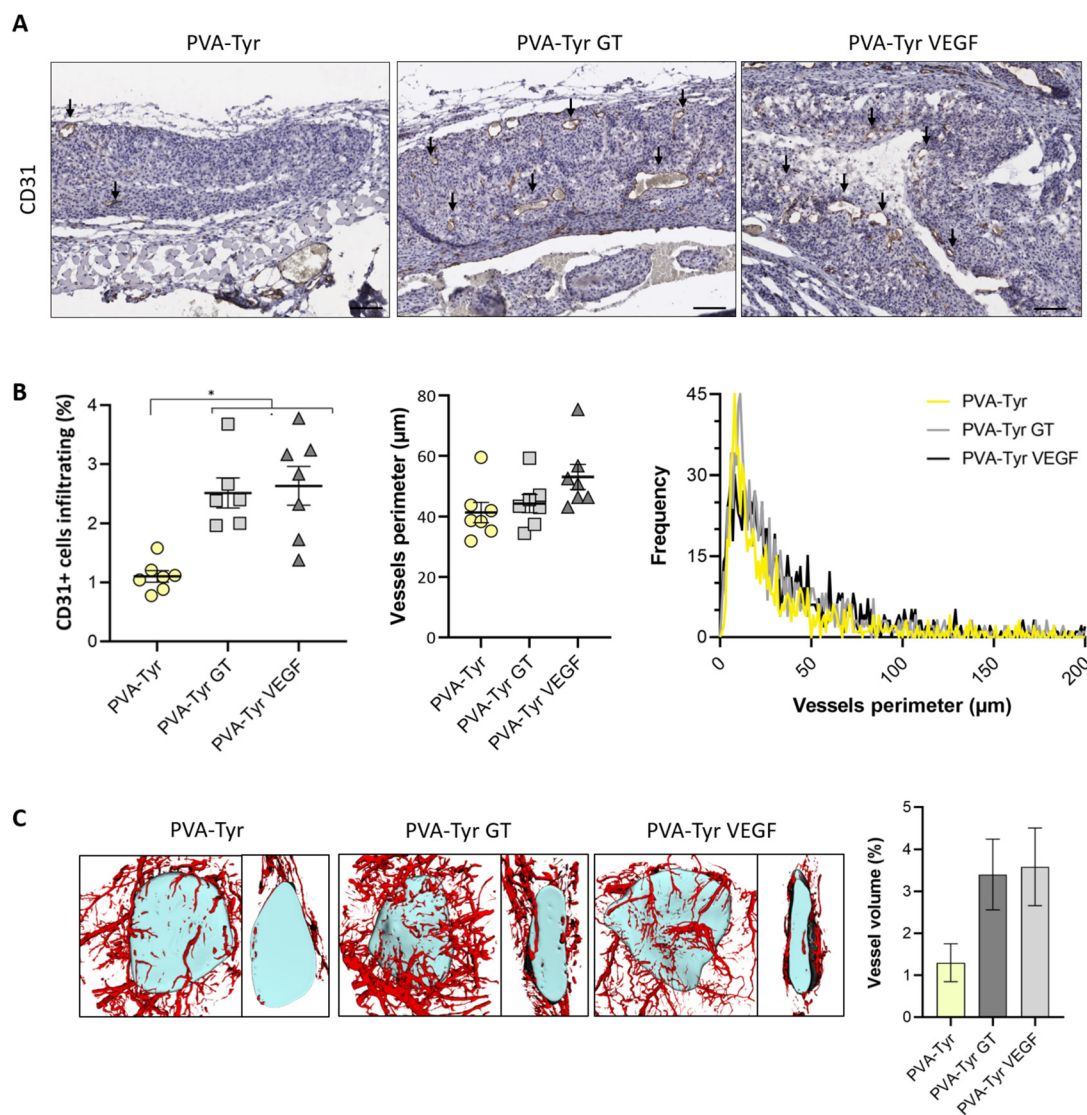 A
PVA-Tyr
PVA-Tyr GT
PVA-Tyr VEGF
CD31
B
CD31+ cells infiltrating (%)
4
3
2
1
0
*
PVA-Tyr
PVA-Tyr GT
PVA-Tyr VEGF
Vessels perimeter (µm)
80
60
40
20
0
PVA-Tyr
PVA-Tyr GT
PVA-Tyr VEGF
Frequency
45
30
15
0
0
50
100
150
200
Vessels perimeter (µm)
PVA-Tyr
PVA-Tyr GT
PVA-Tyr VEGF
C
PVA-Tyr
PVA-Tyr GT
PVA-Tyr VEGF
Vessel volume (%)
5
4
3
2
1
0
PVA-Tyr
PVA-Tyr GT
PVA-Tyr VEGF